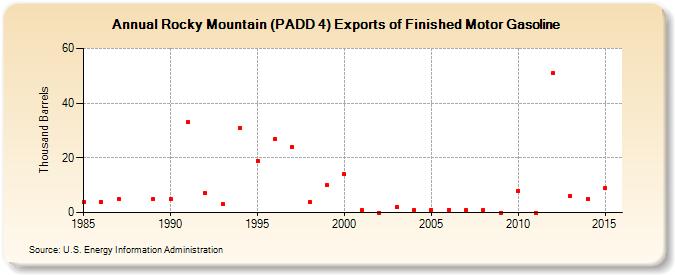 Annual Rocky Mountain (PADD 4) Exports of Finished Motor Gasoline
Thousand Barrels
60
40
20
0
1985 1990 1995 2000 2005 2010 2015
Source: U.S. Energy Information Administration